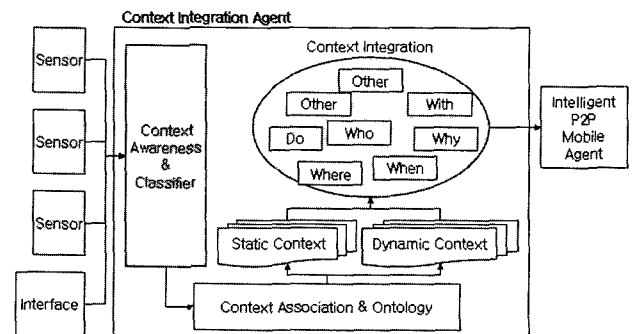 Context Integration Agent
Sensor
Sensor
Sensor
Interface
Context
Awareness
&
Classifier
Context Integration
Other
Other
With
Do
Who
Why
Where
When
Static Context
Dynamic Context
Context Association & Ontology
Intelligent
P2P
Mobile
Agent